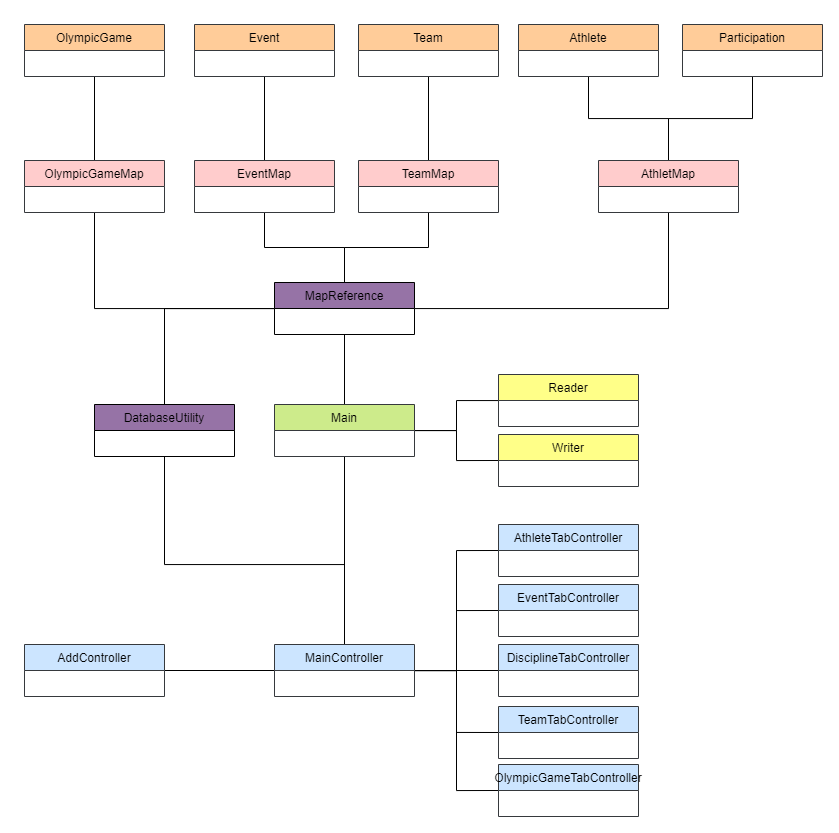 OlympicGame
Event
Team
Athlete
Participation
OlympicGameMap
EventMap
TeamMap
AthletMap
MapReference
Reader
DatabaseUtility
Main
Writer
AthleteTabController
EventTabController
AddController
MainController
DisciplineTabController
TeamTabController
OlympicGameTabController